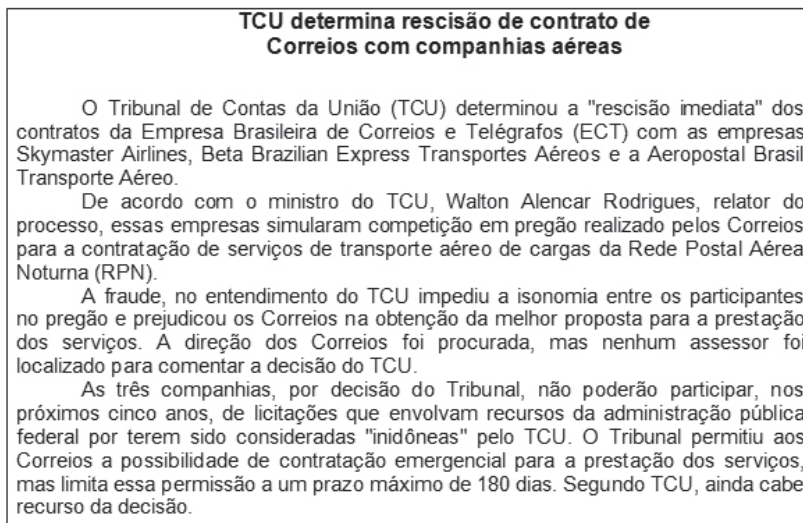 TCU determina rescisão de contrato de
Correios com companhias aéreas
O Tribunal de Contas da União (TCU) determinou a "rescisão imediata" dos
contratos da Empresa Brasileira de Correios e Telégrafos (ECT) com as empresas
Skymaster Airlines, Beta Brazilian Express Transportes Aéreos e a Aeropostal Brasil
Transporte Aéreo.
De acordo com o ministro do TCU, Walton Alencar Rodrigues, relator do
processo, essas empresas simularam competição em pregão realizado pelos Correios
para a contratação de serviços de transporte aéreo de cargas da Rede Postal Aérea
Noturna (RPN).
A fraude, no entendimento do TCU impediu a isonomia entre os participantes
no pregão e prejudicou os Correios na obtenção da melhor proposta para a prestação
dos serviços. A direção dos Correios foi procurada, mas nenhum assessor foi
localizado para comentar a decisão do TCU.
As três companhias, por decisão do Tribunal, não poderão participar, nos
próximos cinco anos, de licitações que envolvam recursos da administração pública
federal por terem sido consideradas "inidôneas" pelo TCU. O Tribunal permitiu aos
Correios a possibilidade de contratação emergencial para a prestação dos serviços,
mas limita essa permissão a um prazo máximo de 180 dias. Segundo TCU, ainda cabe
recurso da decisão.